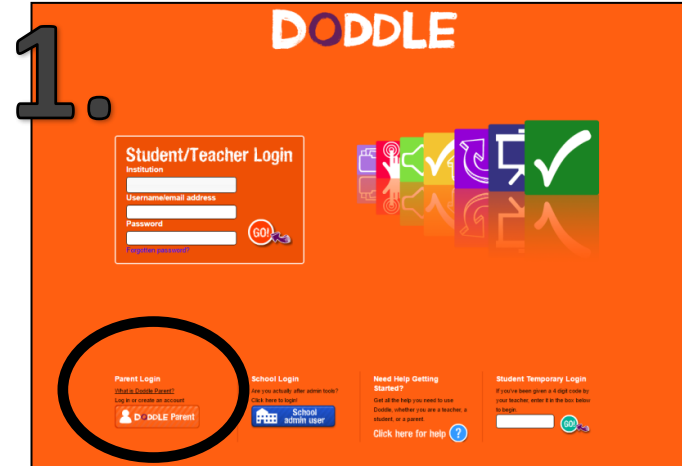 1.
DODDLE
Student/Teacher Login
Institution
Username/email address
Password
GO!
Forgotten password?
Parent Login
What is Doddle Parent?
Log in or create an account
DODDLE Parent
School Login
Are you actually after admin tools?
Click here to login!
School
admin user
Need Help Getting
Started?
Get all the help you need to use
Doddle, whether you are a teacher, a
student, or a parent.
Click here for help ?
Student Temporary Login
If you've been given a 4 digit code by
your teacher, enter it in the box below
to begin
GO!